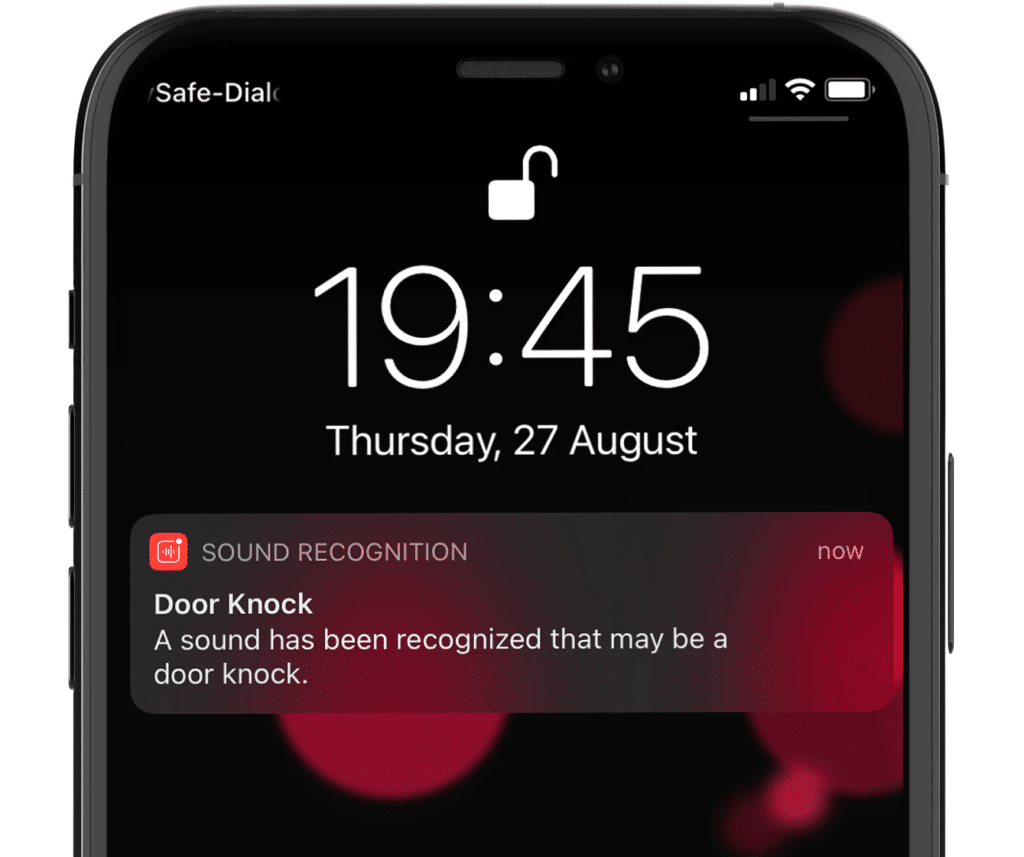 Safe-Dial
19:45
Thursday, 27 August
SOUND RECOGNITION now
Door Knock
A sound has been recognized that may be a
door knock.